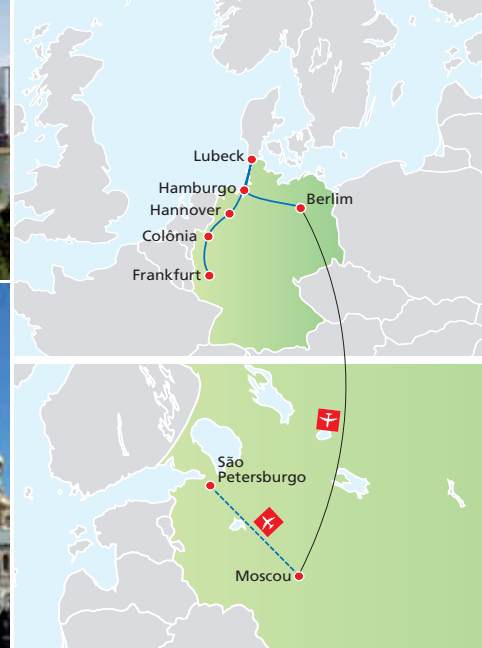 Lubeck
Hamburgo
Berlim
Hannover
Colônia
Frankfurt
São
Petersburgo
Moscou